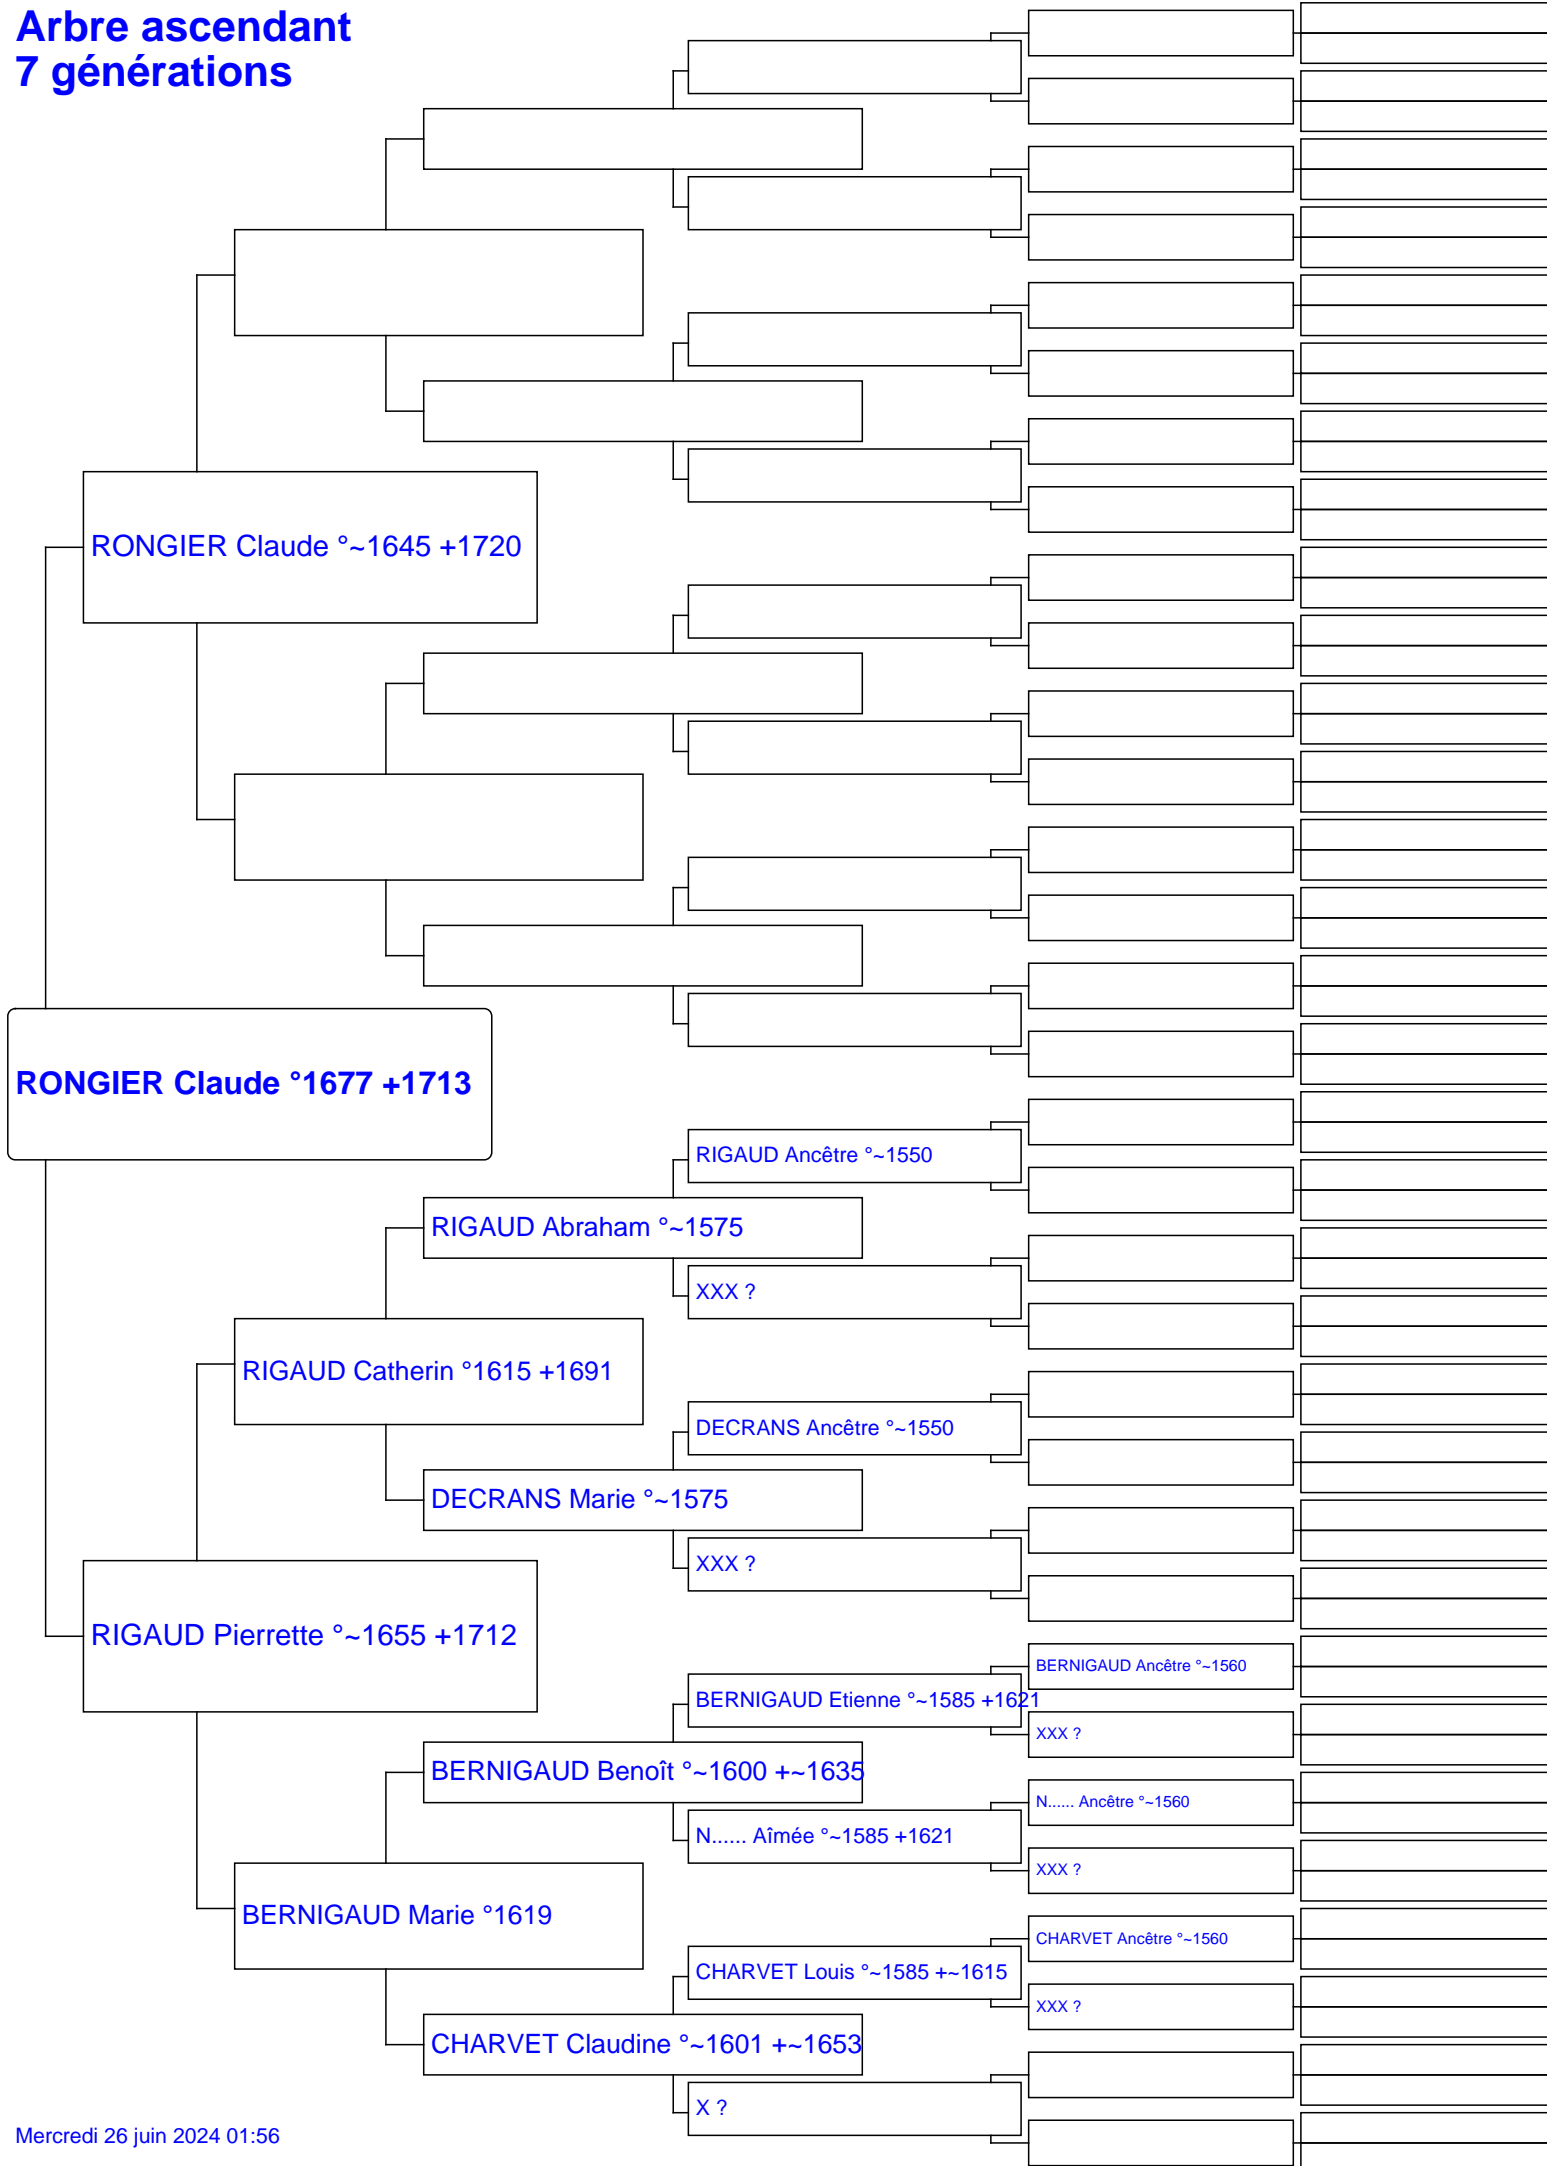 Arbre ascendant
7 générations
RONGIER Claude °~1645 +1720
RONGIER Claude °1677 +1713
RIGAUD Ancêtre °~1550
RIGAUD Abraham °~1575
XXX ?
RIGAUD Catherin °1615 +1691
DECRANS Ancêtre °~1550
DECRANS Marie °~1575
XXX ?
RIGAUD Pierrette °~1655 +1712
BERNIGAUD Ancêtre °~1560
BERNIGAUD Etienne °~1585 +1621
XXX ?
BERNIGAUD Benoît °~1600 +~1635
N...... Ancêtre °~1560
N...... Aîmée °~1585 +1621
XXX ?
BERNIGAUD Marie °1619
CHARVET Ancêtre °~1560
CHARVET Louis °~1585 +~1615
XXX ?
CHARVET Claudine °~1601 +~1653
X ?
Mercredi 26 juin 2024 01:56